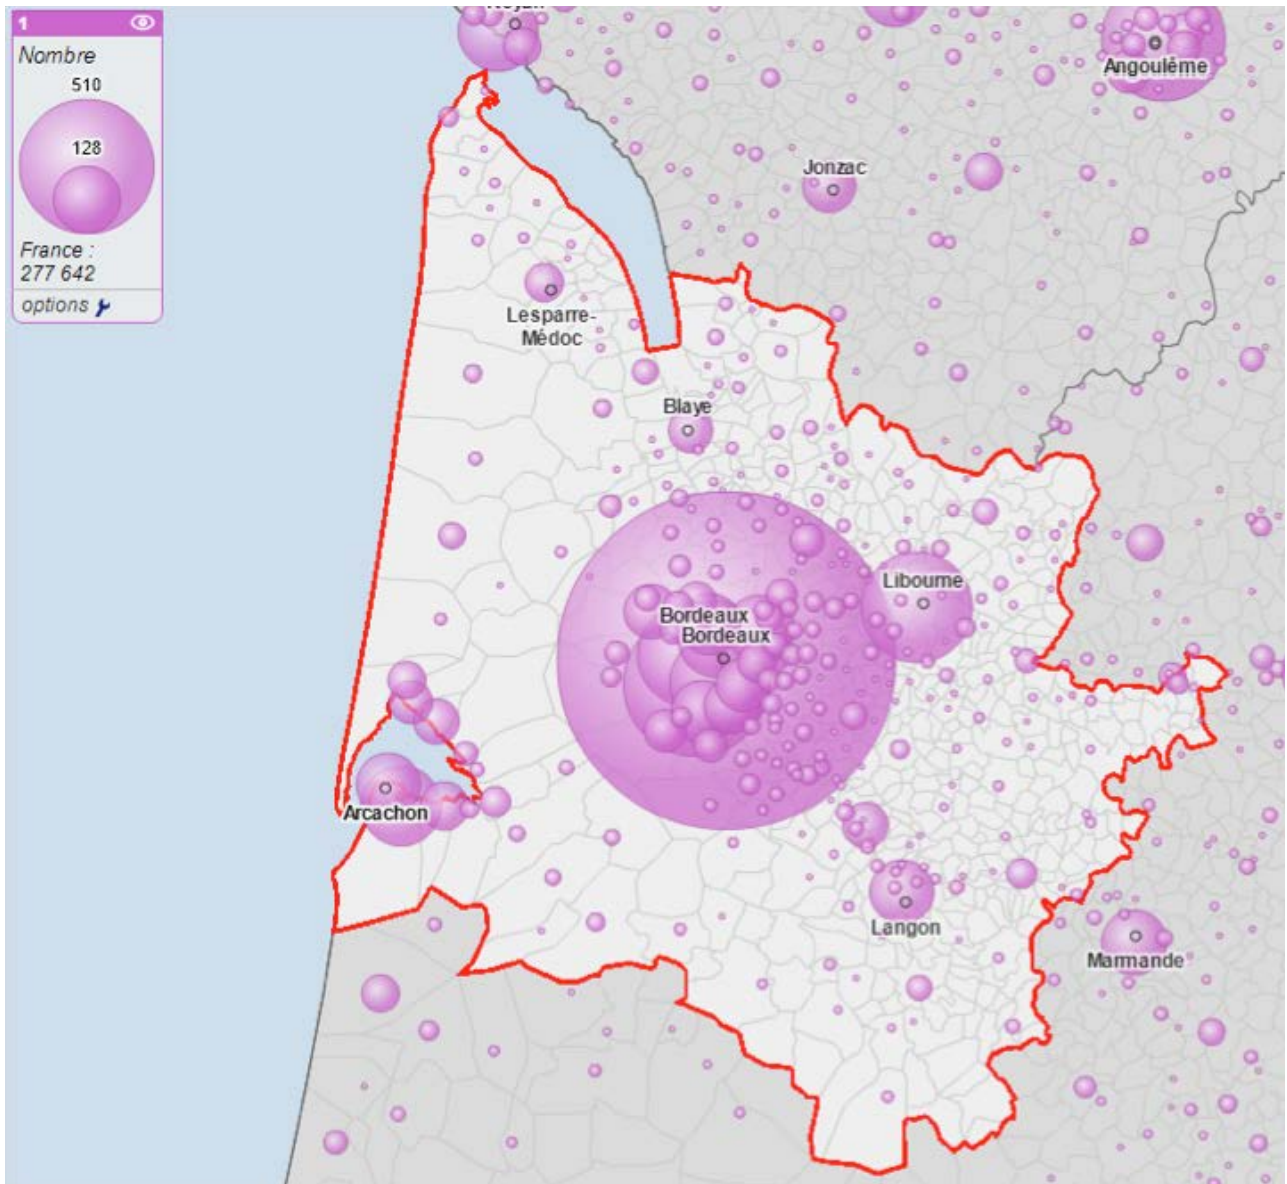 1
Nombre
510
128
France :
277 642
options
Angoulême
Jonzac
Lesparre-
Médoc
Blaye
Libourne
Bordeaux
Bordeaux
Arcachon
Langon
Marmande